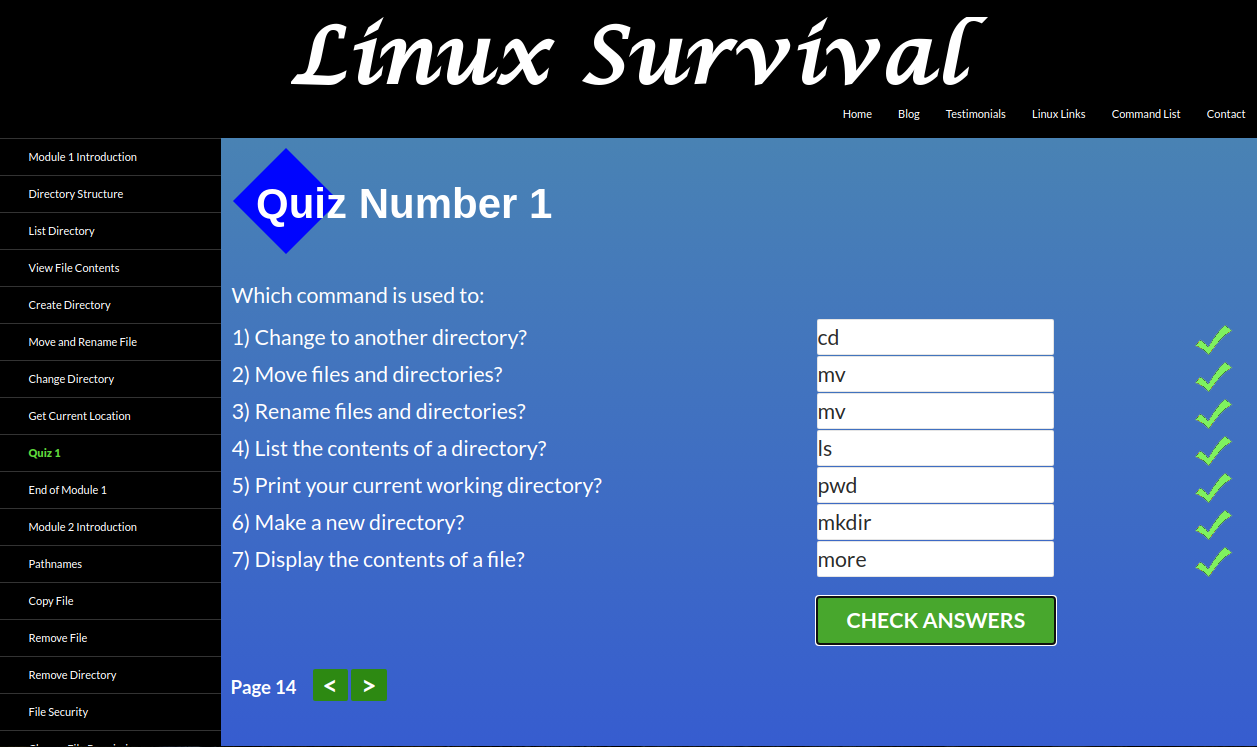 Linux Survival
Home Blog Testimonials Linux Links Command List Contact
Module 1 Introduction
Directory Structure
List Directory
View File Contents
Create Directory
Move and Rename File
Change Directory
Get Current Location
Quiz 1
End of Module 1
Module 2 Introduction
Pathnames
Copy File
Remove File
Remove Directory
File Security
Quiz Number 1
Which command is used to:
1) Change to another directory? cd
2) Move files and directories? mv
3) Rename files and directories? mv
4) List the contents of a directory? ls
5) Print your current working directory? pwd
6) Make a new directory? mkdir
7) Display the contents of a file? more
CHECK ANSWERS
Page 14 < >